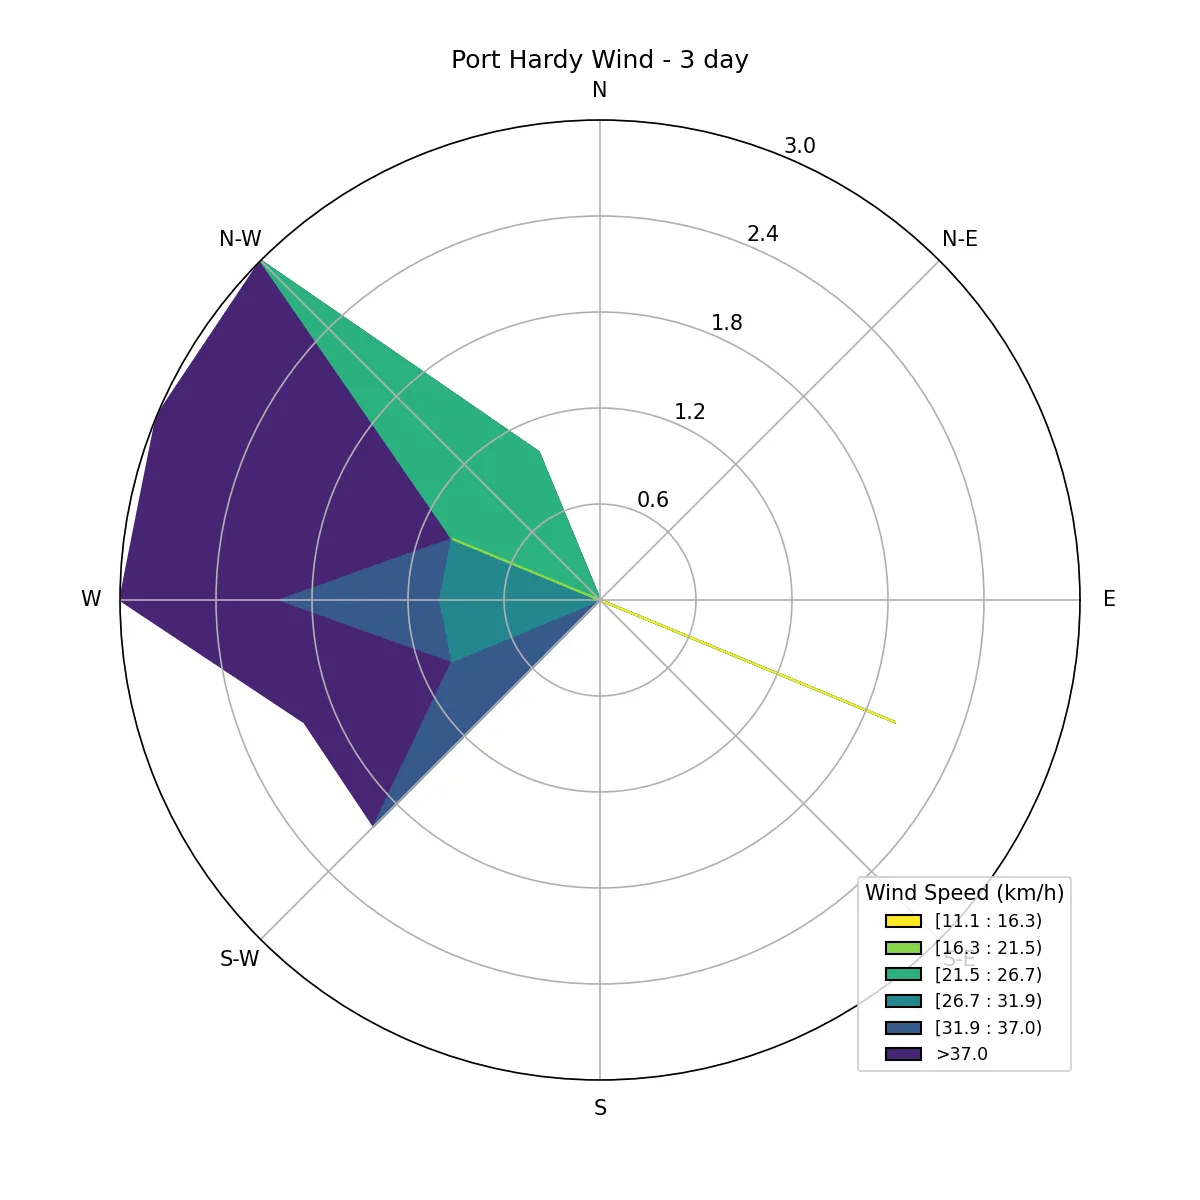 Port Hardy Wind - 3 day
N
3.0
2.4
N-W
N-E
1.8
1.2
0.6
W
E
Wind Speed (km/h)
[11.1 : 16.3)
[16.3 : 21.5)
S-W
S-E
[21.5 : 26.7)
[26.7 : 31.9)
[31.9 : 37.0)
>37.0
S